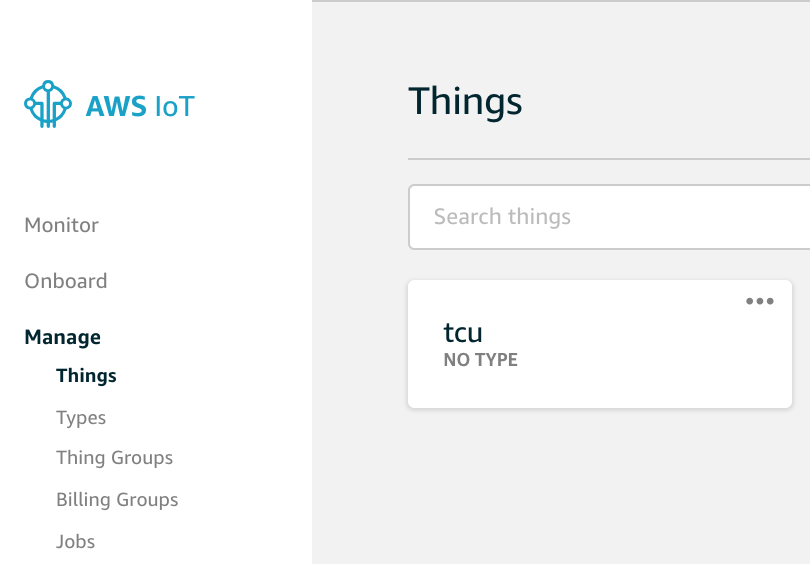 AWS IoT
Monitor
Onboard
Manage
Things
Types
Thing Groups
Billing Groups
Jobs
Things
Search things
tcu
NO TYPE